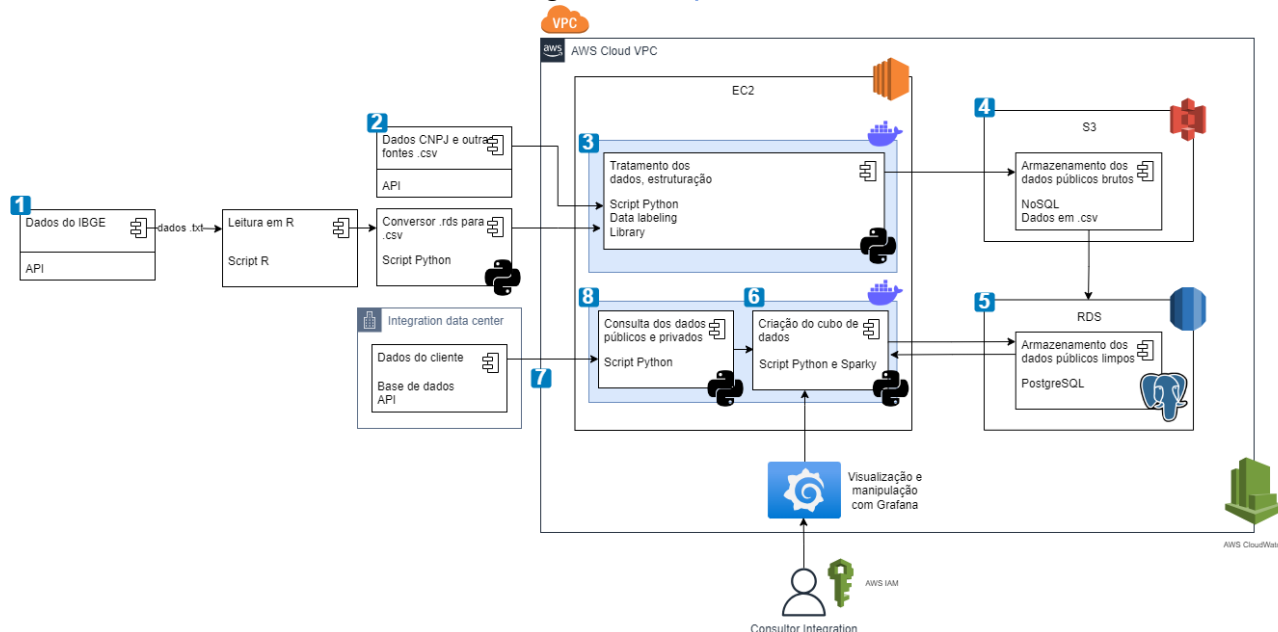 VPC
aws
AWS Cloud VPC
EC2
2
Dados CNPJ e outras
fontes .csv
API
3
Tratamento dos
dados, estruturação
Script Python
Data labeling
Library
4
S3
Armazenamento dos
dados públicos brutos
NoSQL
Dados em .csv
1
Dados do IBGE
API
dados .txt
Leitura em R
Script R
Conversor .rds para
.csv
Script Python
Integration data center
Dados do cliente
Base de dados
API
7
8
Consulta dos dados
públicos e privados
Script Python
6
Criação do cubo de
dados
Script Python e Sparky
5
RDS
Armazenamento dos
dados públicos limpos
PostgreSQL
Visualização e
manipulação
com Grafana
AWS IAM
Consultor Integration